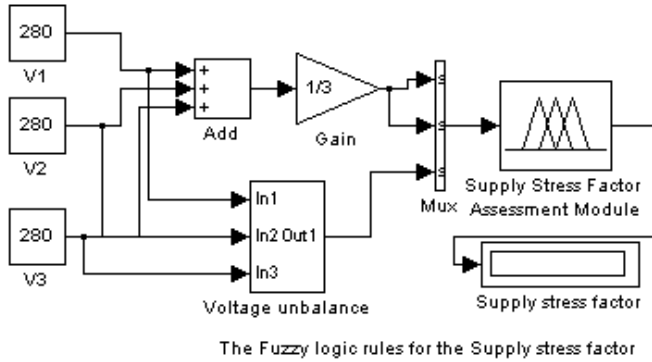 280
V1
280
V2
280
V3
+
+
+
Add
1/3
Gain
In1
In2 Out1
In3
Voltage unbalance
s
s
s
Mux
Supply Stress Factor
Assessment Module
Supply stress factor
The Fuzzy logic rules for the Supply stress factor